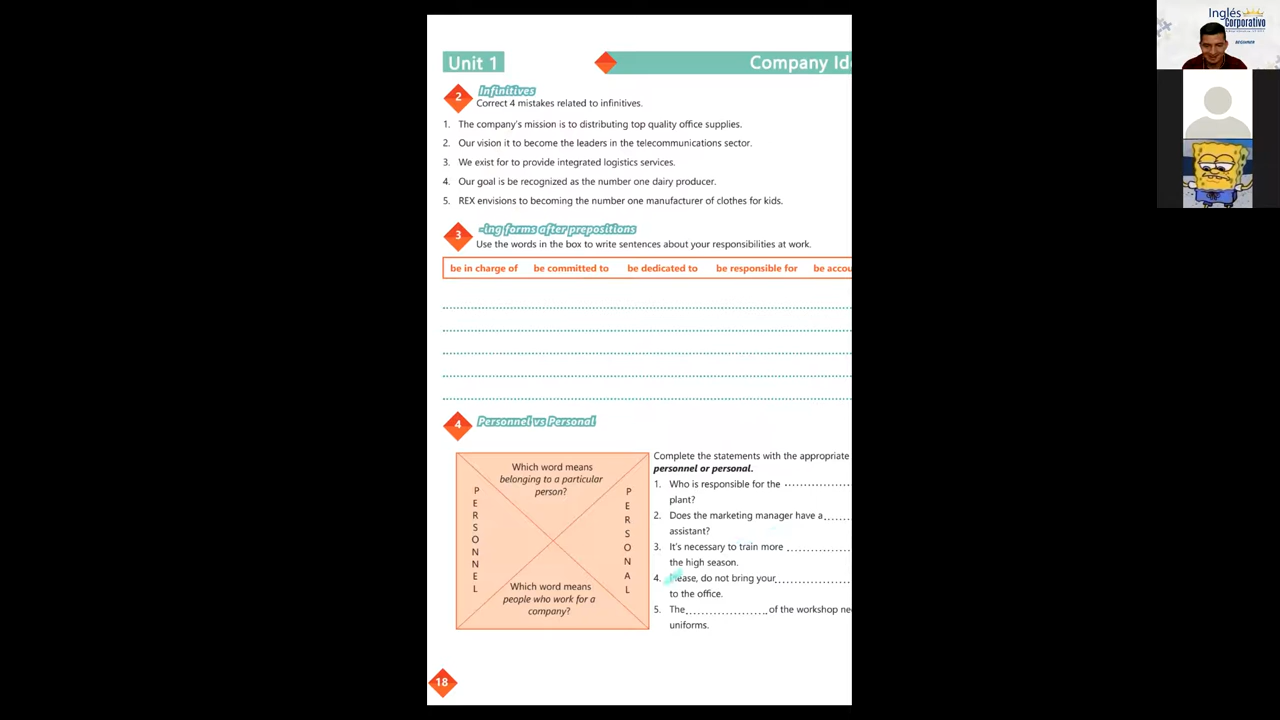 Unit 1
Company Id
2
Infinitives
Correct 4 mistakes related to infinitives.
1. The company's mission is to distributing top quality office supplies.
2. Our vision it to become the leaders in the telecommunications sector.
3. We exist for to provide integrated logistics services.
4. Our goal is be recognized as the number one dairy producer.
5. REX envisions to becoming the number one manufacturer of clothes for kids.
3
-ing forms after prepositions
Use the words in the box to write sentences about your responsibilities at work.
be in charge of be committed to be dedicated to be responsible for be accou
4
Personnel vs Personal
Which word means
belonging to a particular
person?
PERSONNEL
PERSONAL
Which word means
people who work for a
company?
Complete the statements with the appropriate
personnel or personal.
1. Who is responsible for the ................
plant?
2. Does the marketing manager have a......
assistant?
3. It's necessary to train more ...............
the high season.
4. Please, do not bring your..................
to the office.
5. The....................of the workshop ne
uniforms.
18
Inglés
Corporativo
BEGINNER